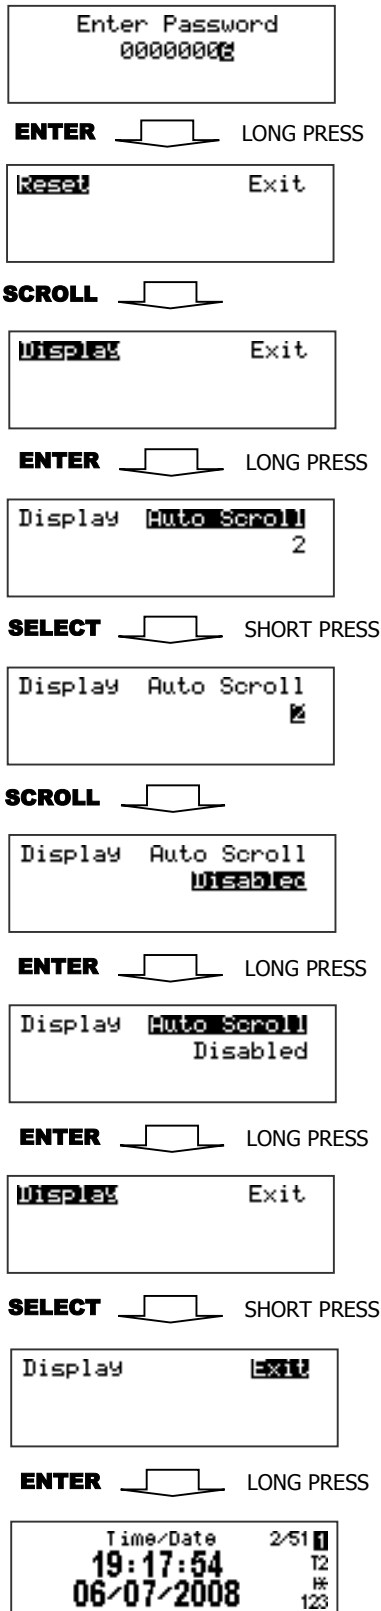 Enter Password
00000006
ENTER LONG PRESS
Reset Exit
SCROLL
Display Exit
ENTER LONG PRESS
Display Auto Scroll
2
SELECT SHORT PRESS
Display Auto Scroll
2
SCROLL
Display Auto Scroll
Disabled
ENTER LONG PRESS
Display Auto Scroll
Disabled
ENTER LONG PRESS
Display Exit
SELECT SHORT PRESS
Display Exit
ENTER LONG PRESS
Time/Date 2/51 1
19:17:54 T2
06/07/2008 123